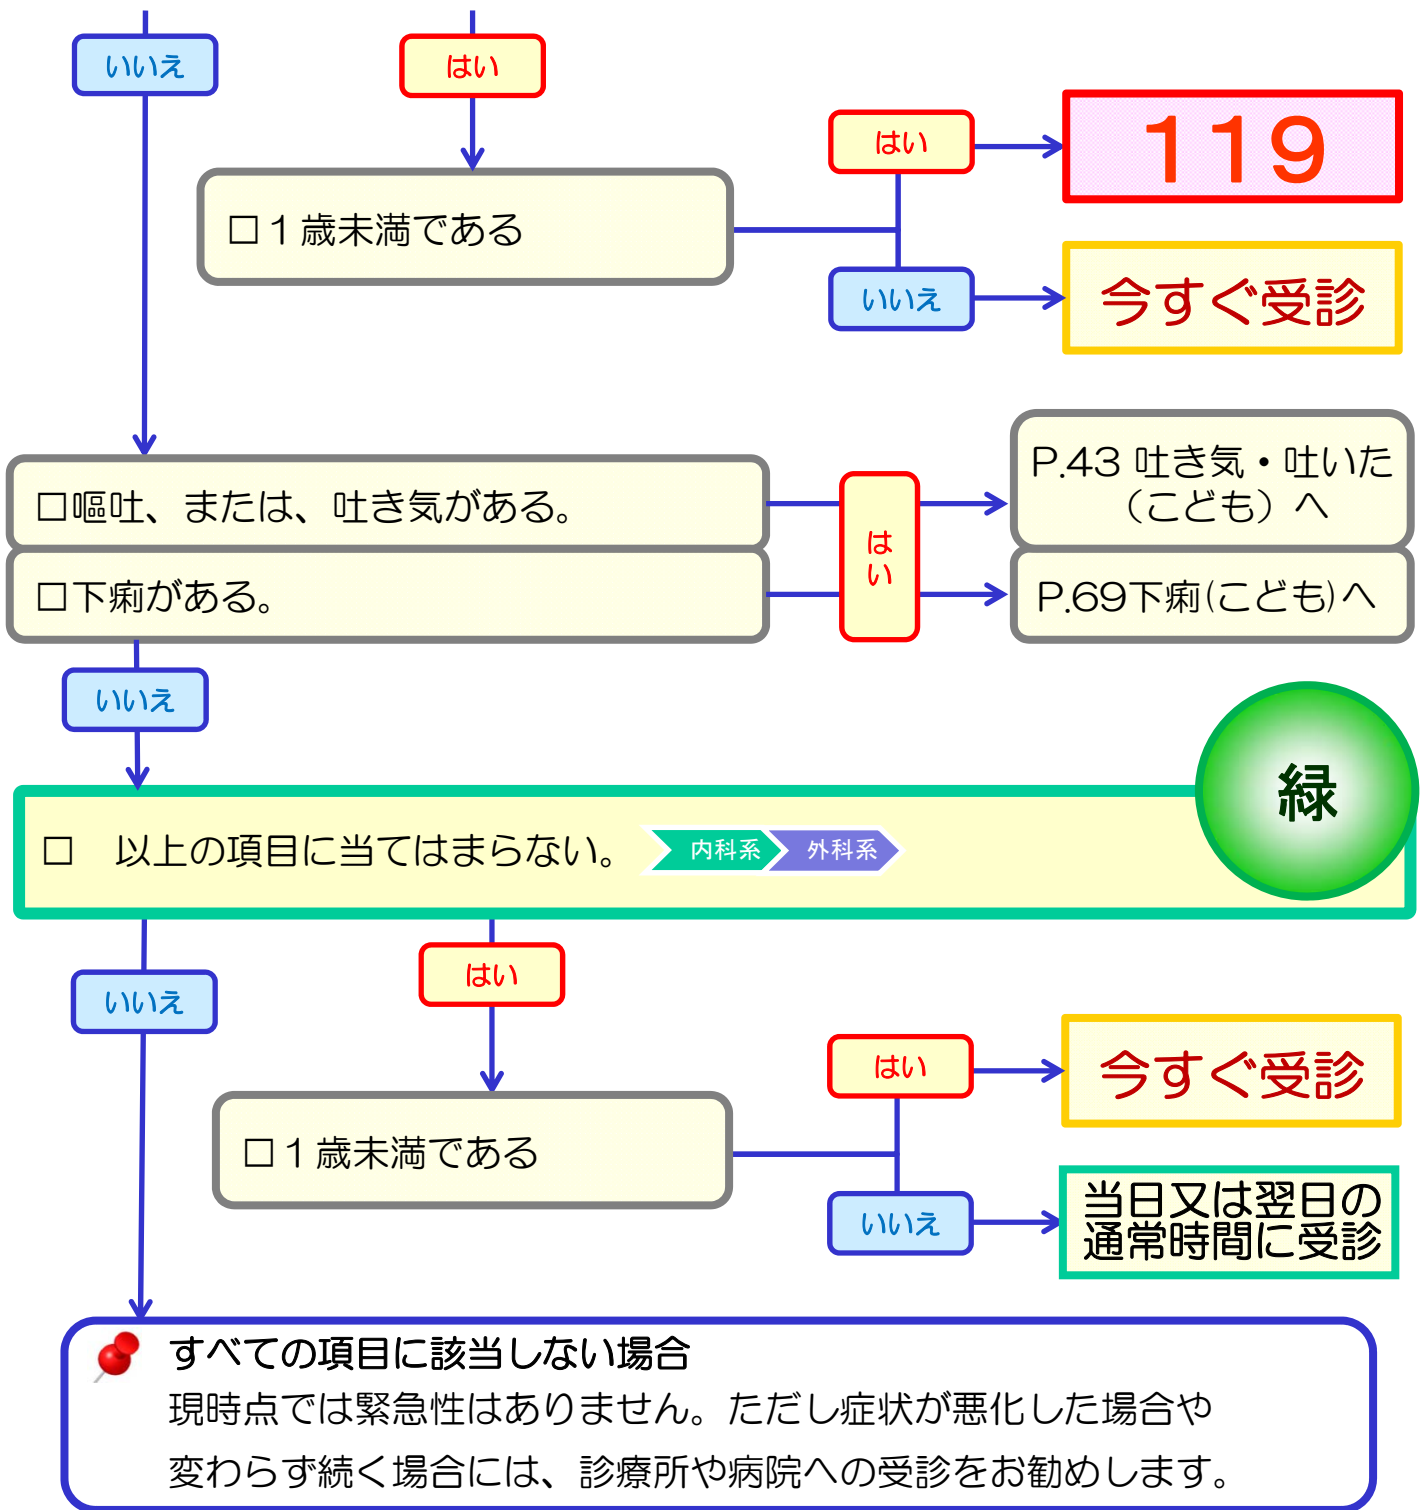 いいえ
はい
はい
119
□1歳未満である
いいえ
今すぐ受診
□嘔吐、または、吐き気がある。
はい
P.43 吐き気・吐いた
（こども）へ
□下痢がある。
P.69下痢(こども)へ
いいえ
緑
□　以上の項目に当てはまらない。 内科系 外科系
いいえ
はい
はい
今すぐ受診
□1歳未満である
いいえ
当日又は翌日の
通常時間に受診
すべての項目に該当しない場合
現時点では緊急性はありません。ただし症状が悪化した場合や
変わらず続く場合には、診療所や病院への受診をお勧めします。